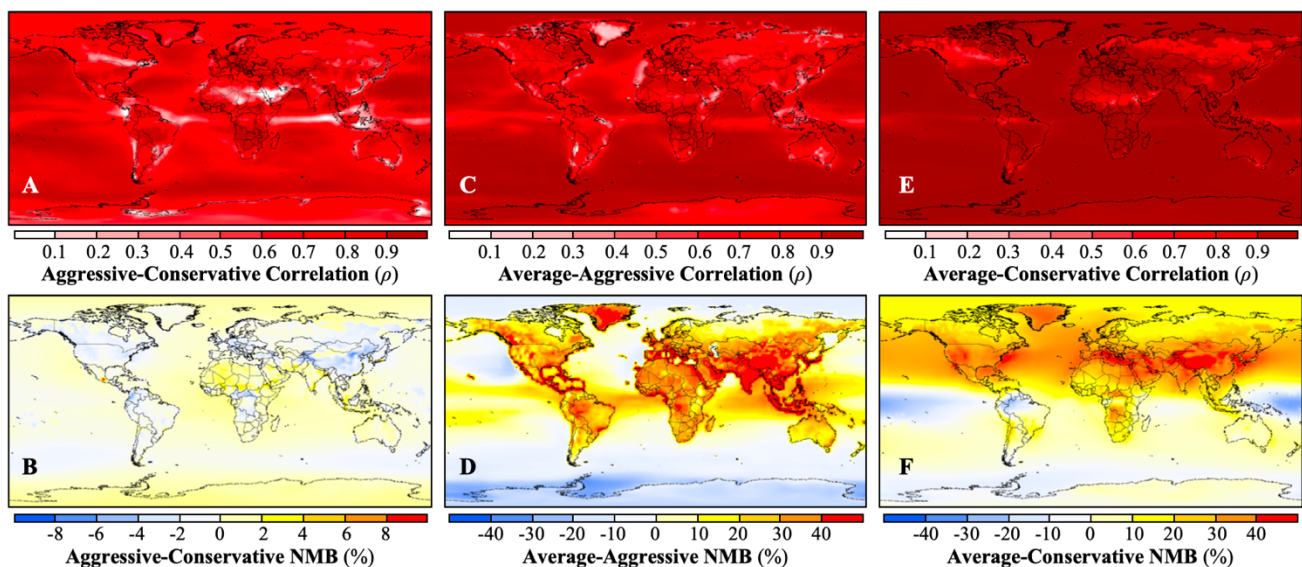 A
C
E
0.1 0.2 0.3 0.4 0.5 0.6 0.7 0.8 0.9
0.1 0.2 0.3 0.4 0.5 0.6 0.7 0.8 0.9
0.1 0.2 0.3 0.4 0.5 0.6 0.7 0.8 0.9
Aggressive-Conservative Correlation (ρ)
Average-Aggressive Correlation (ρ)
Average-Conservative Correlation (ρ)
B
D
F
-8 -6 -4 -2 0 2 4 6 8
-40 -30 -20 -10 0 10 20 30 40
-40 -30 -20 -10 0 10 20 30 40
Aggressive-Conservative NMB (%)
Average-Aggressive NMB (%)
Average-Conservative NMB (%)